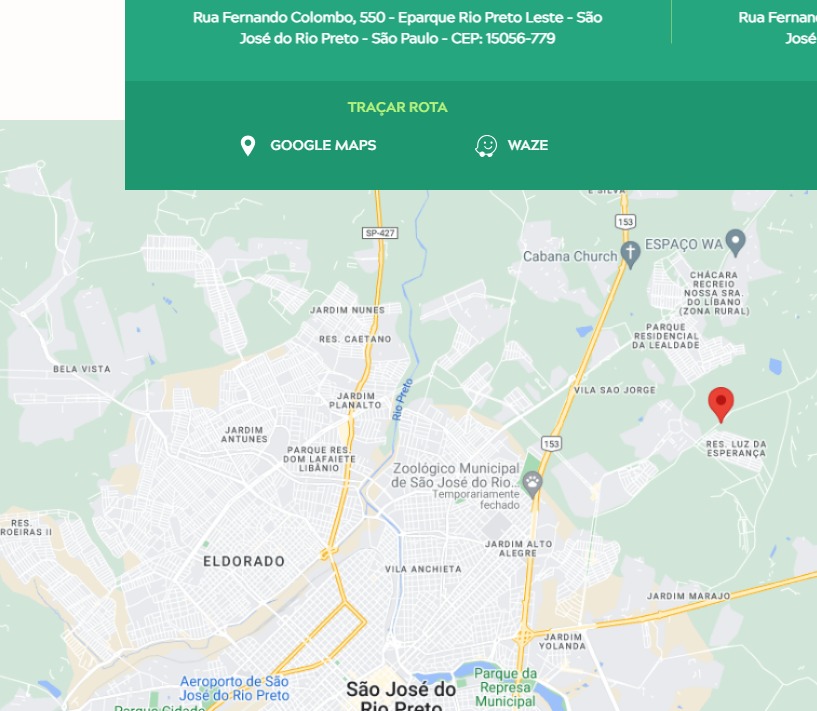 Rua Fernando Colombo, 550 - Eparque Rio Preto Leste - São
José do Rio Preto - São Paulo - CEP: 15056-779
Rua Fernan
José
TRAÇAR ROTA
GOOGLE MAPS
WAZE
153
SP-427
ESPAÇO WA
Cabana Church
CHÁCARA
RECREIO
NOSSA SRA.
DO LÍBANO
(ZONA RURAL)
JARDIM NUNES
RES. CAETANO
PARQUE
RESIDENCIAL
DA LEALDADE
BELA VISTA
VILA SAO JORGE
Rio Preto
JARDIM
PLANALTO
JARDIM
ANTUNES
153
RES. LUZ DA
ESPERANÇA
PARQUE RES.
DOM LAFAIETE
LIBÂNIO
Zoológico Municipal
de São José do Rio...
Temporariamente
fechado
RES.
ROEIRAS II
JARDIM ALTO
ALEGRE
ELDORADO
VILA ANCHIETA
JARDIM MARAJO
JARDIM
YOLANDA
Aeroporto de São
José do Rio Preto
São José do
Rio Preto
Parque da
Represa
Municipal
Parque Cidade